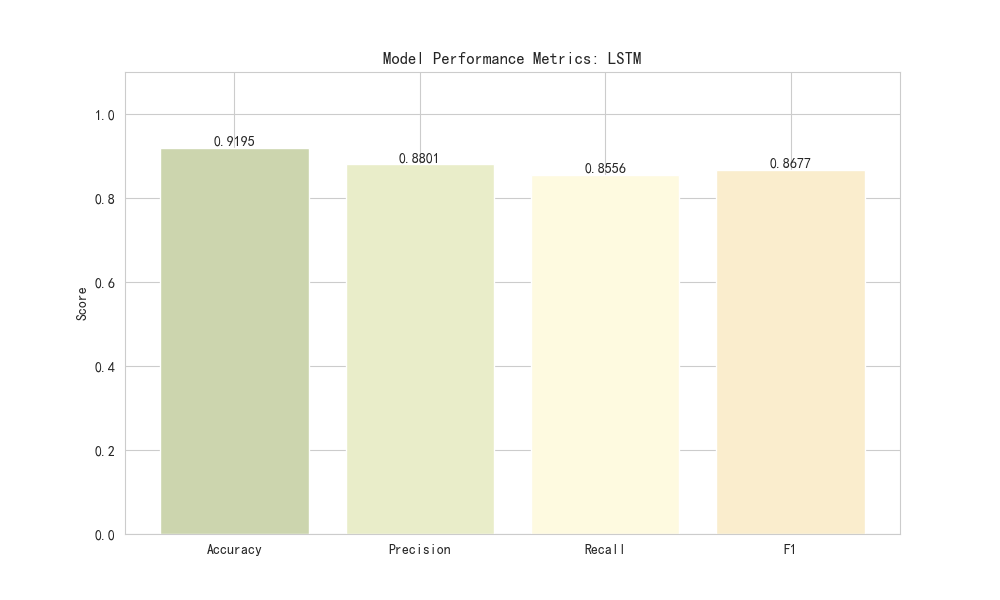 Model Performance Metrics: LSTM
1.0
0.8
0.6
0.4
0.2
0.0
Score
0.9195
0.8801
0.8556
0.8677
Accuracy
Precision
Recall
F1